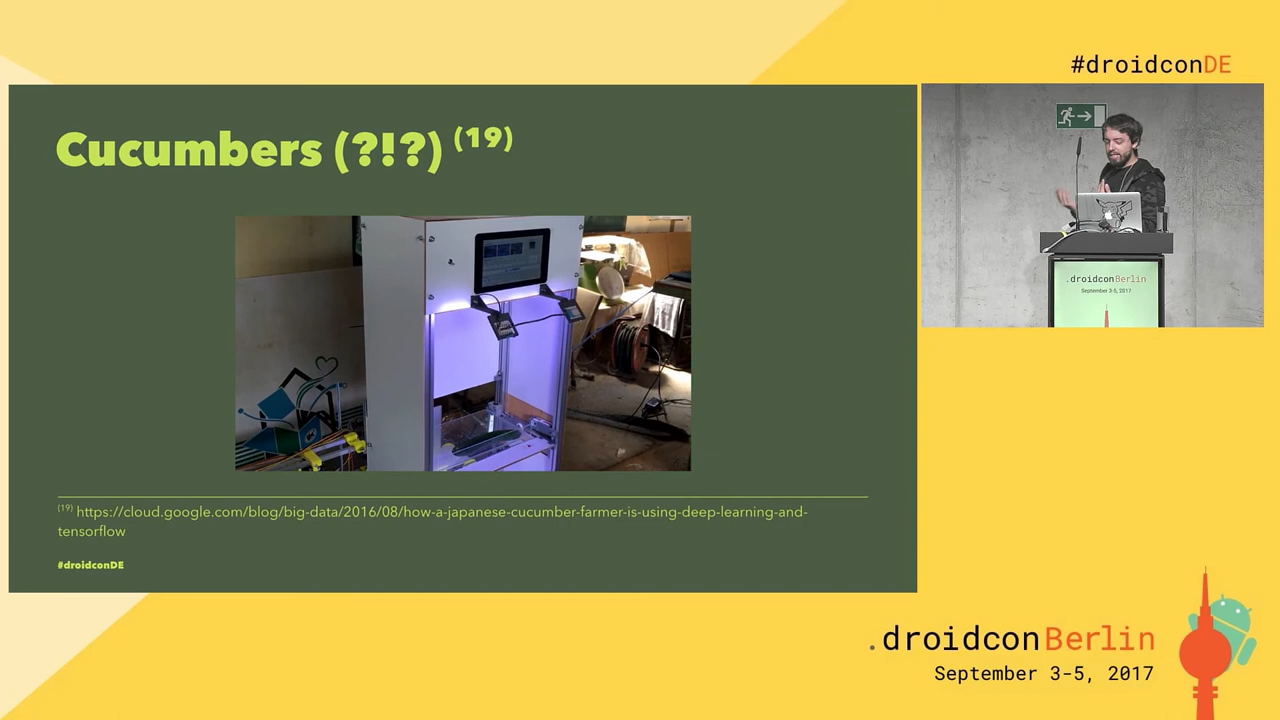 #droidconDE
Cucumbers (?!?) (19)
(19) https://cloud.google.com/blog/big-data/2016/08/how-a-japanese-cucumber-farmer-is-using-deep-learning-and-
tensorflow
#droidconDE
.droidconBerlin
September 3-5, 2017
.droidconBerlin
September 3-5, 2017